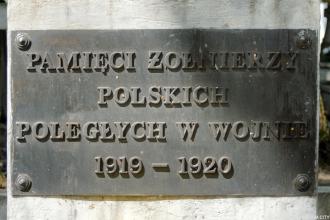 PAMIĘCI ŻOŁNIERZY
POLSKICH
POLEGŁYCH W WOJNIE
1919 – 1920